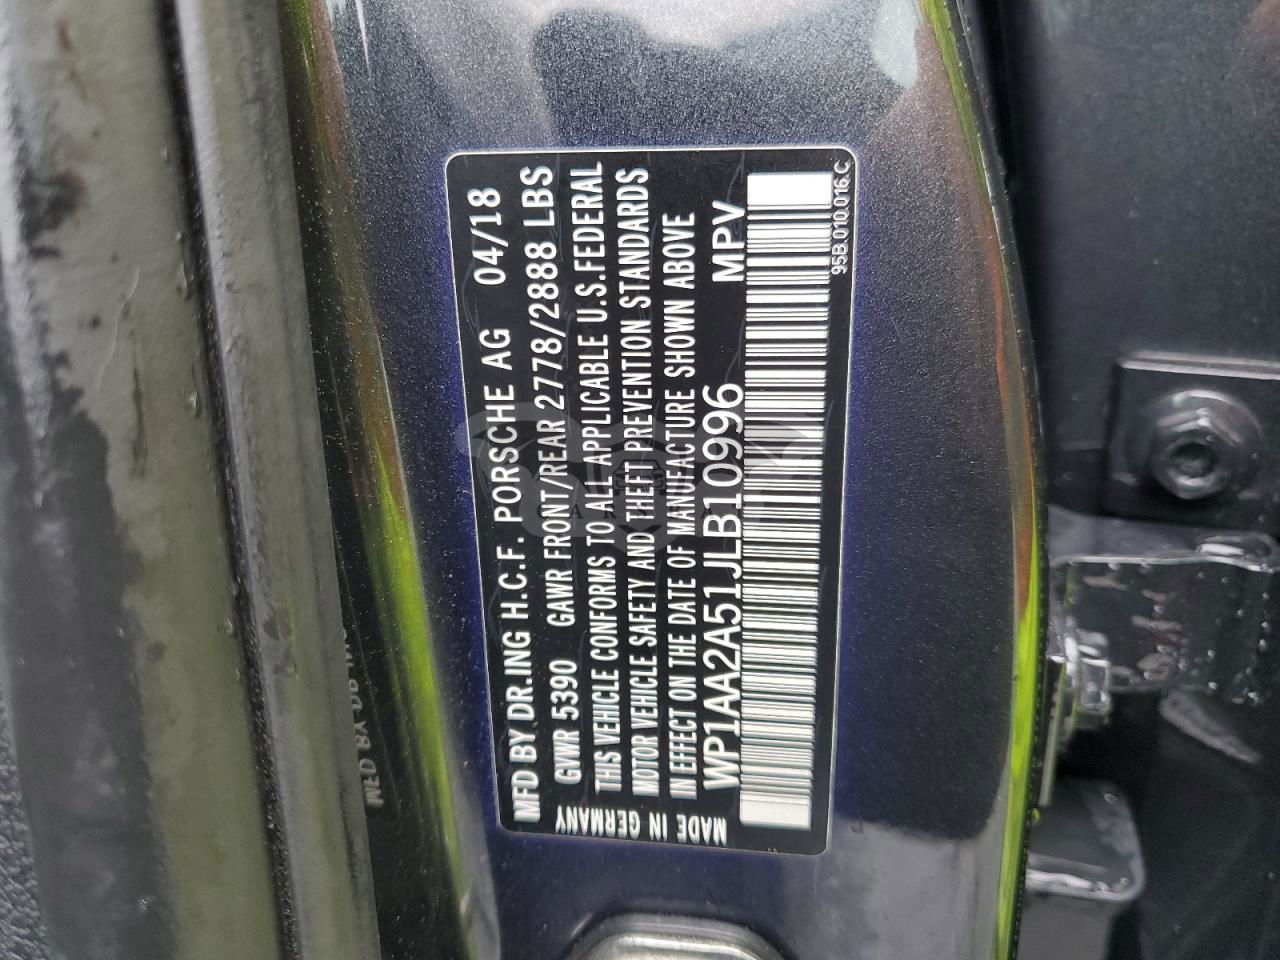 MFD BY DR.ING H.C.F. PORSCHE AG 04/18
GVWR 5390 GAWR FRONT/REAR 2778/2888 LBS
THIS VEHICLE CONFORMS TO ALL APPLICABLE U.S.FEDERAL
MOTOR VEHICLE SAFETY AND THEFT PREVENTION STANDARDS
IN EFFECT ON THE DATE OF MANUFACTURE SHOWN ABOVE
WP1AA2A51JLB10996 MPV
95B.010.016.C
MADE IN GERMANY